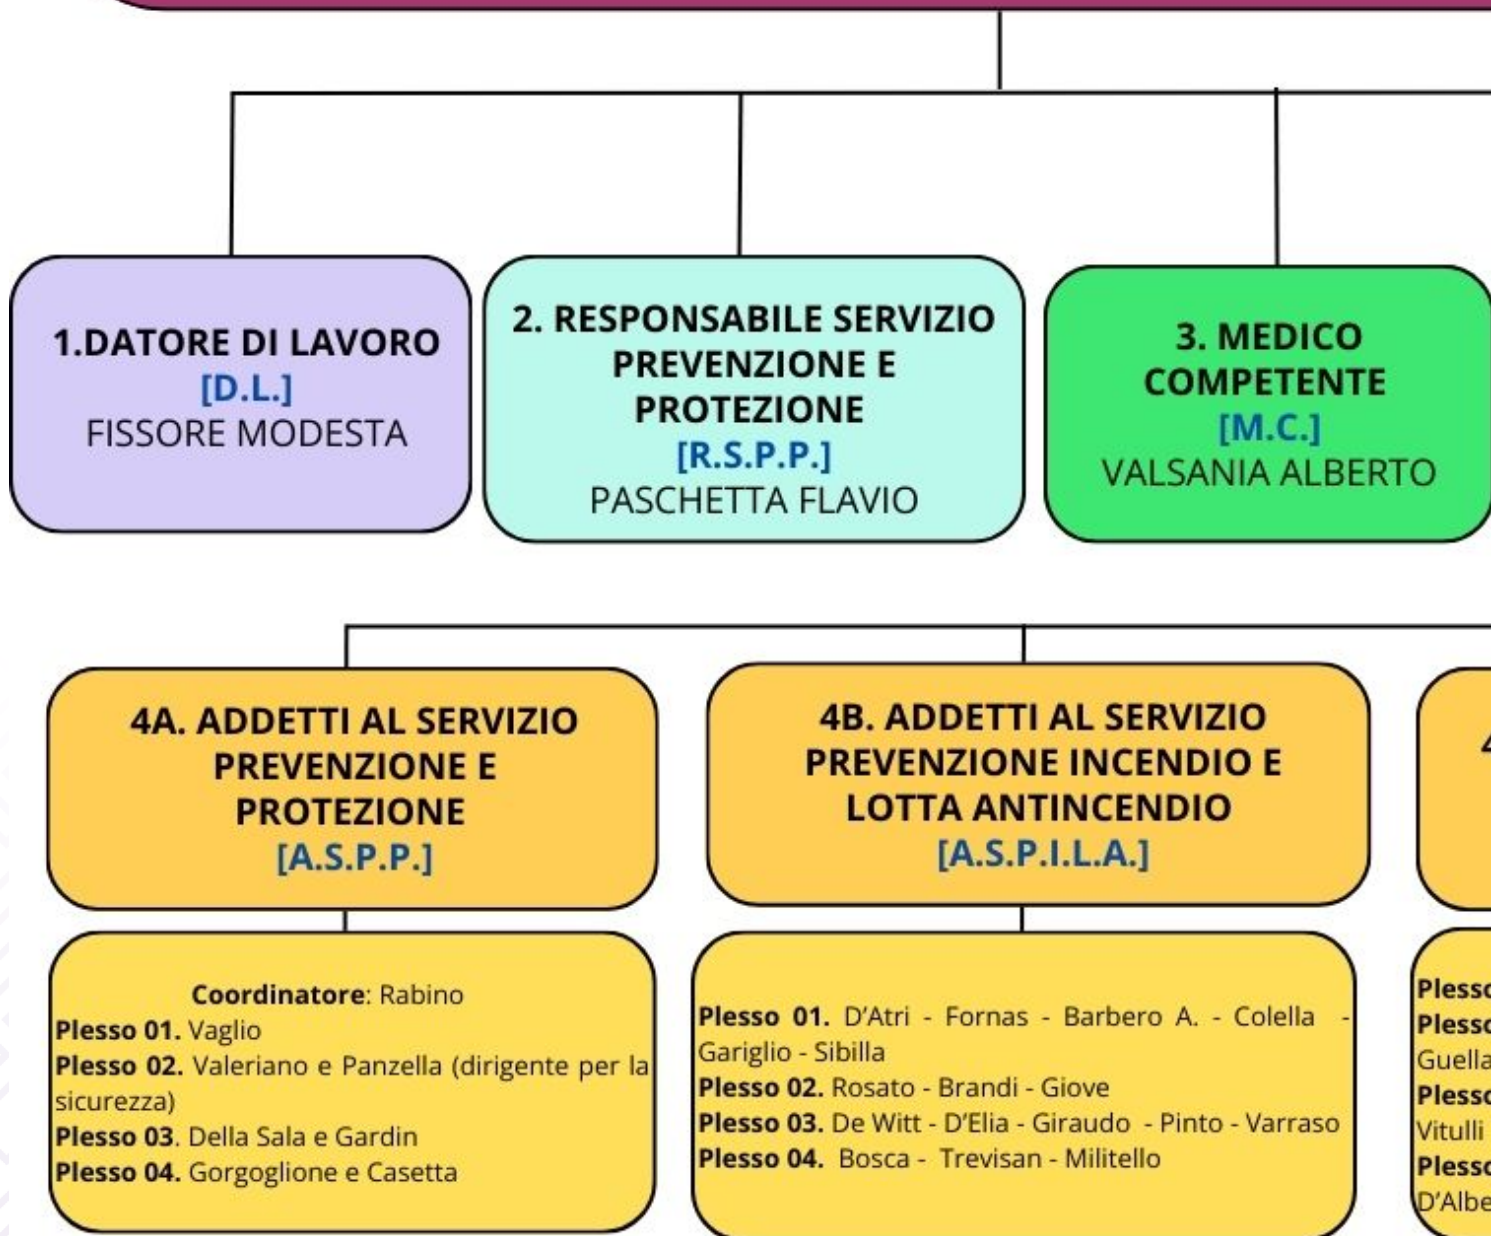 1.DATORE DI LAVORO
[D.L.]
FISSORE MODESTA
2. RESPONSABILE SERVIZIO
PREVENZIONE E
PROTEZIONE
[R.S.P.P.]
PASCHETTA FLAVIO
3. MEDICO
COMPETENTE
[M.C.]
VALSANIA ALBERTO
4A. ADDETTI AL SERVIZIO
PREVENZIONE E
PROTEZIONE
[A.S.P.P.]
4B. ADDETTI AL SERVIZIO
PREVENZIONE INCENDIO E
LOTTA ANTINCENDIO
[A.S.P.I.L.A.]
Coordinatore: Rabino
Plesso 01. Vaglio
Plesso 02. Valeriano e Panzella (dirigente per la
sicurezza)
Plesso 03. Della Sala e Gardin
Plesso 04. Gorgoglione e Casetta
Plesso 01. D'Atri - Fornas - Barbero A. - Colella -
Gariglio - Sibilla
Plesso 02. Rosato - Brandi - Giove
Plesso 03. De Witt - D'Elia - Giraudo - Pinto - Varraso
Plesso 04. Bosca - Trevisan - Militello
Vitulli